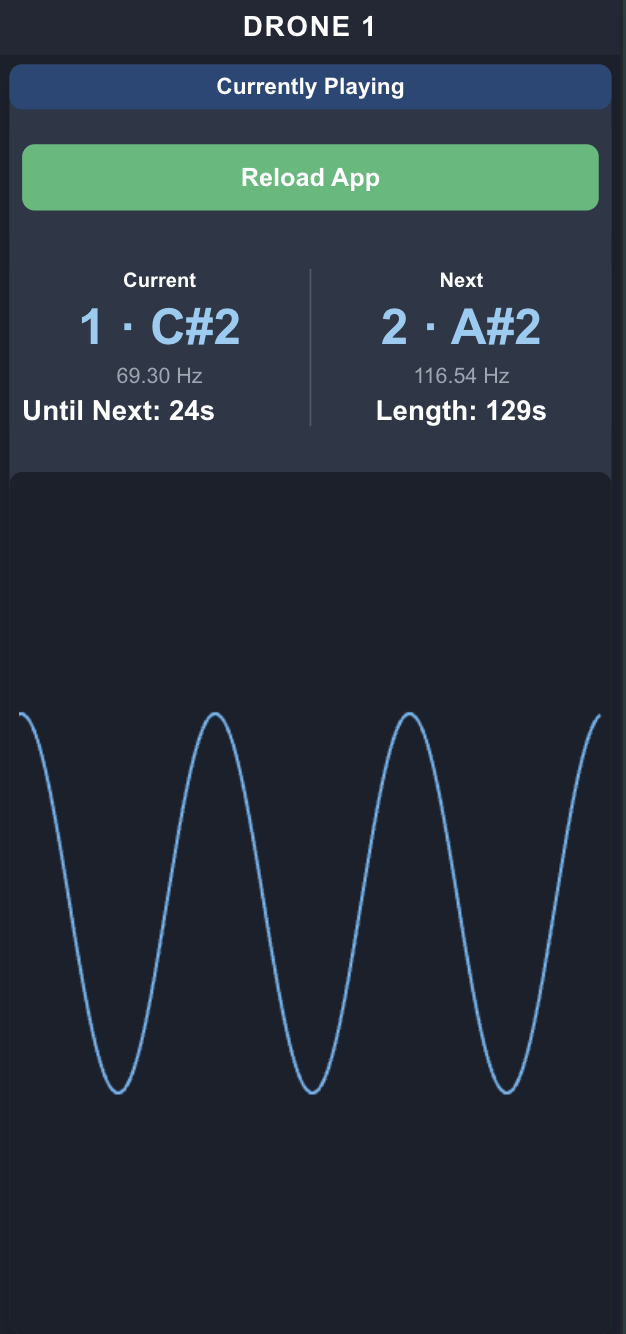 DRONE 1
Currently Playing
Reload App
Current
1 · C#2
69.30 Hz
Until Next: 24s
Next
2 · A#2
116.54 Hz
Length: 129s